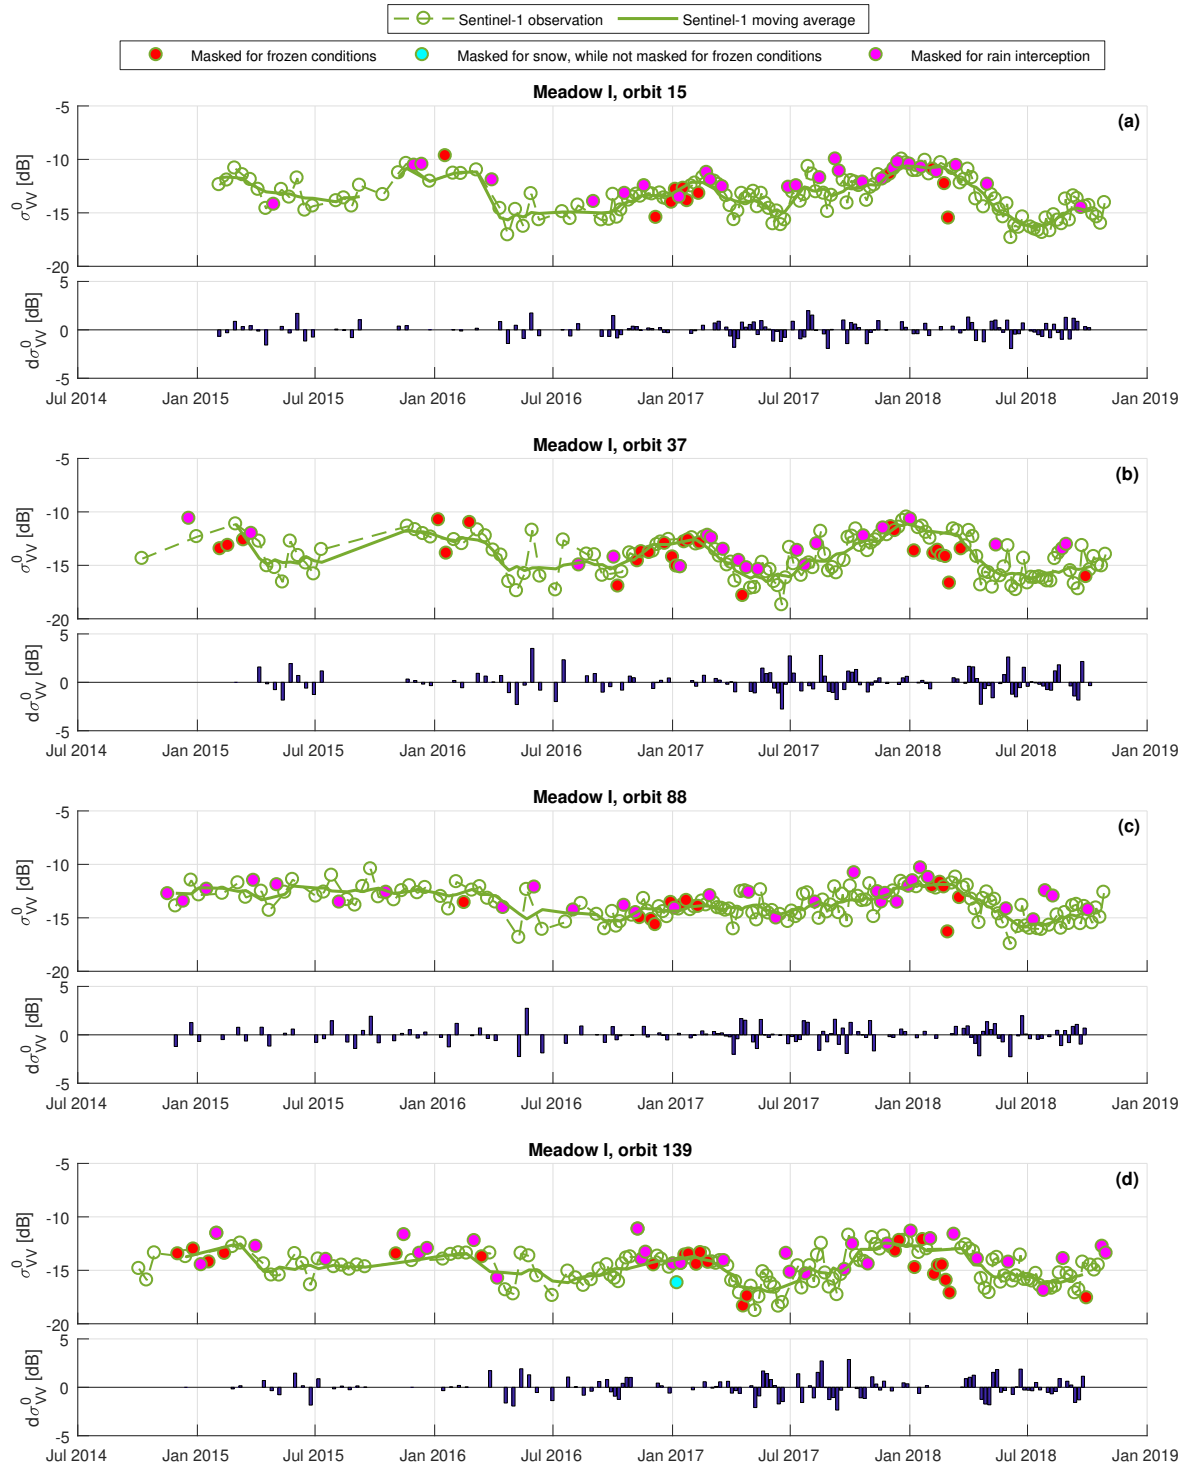 Sentinel-1 observation Sentinel-1 moving average
Masked for frozen conditions Masked for snow, while not masked for frozen conditions Masked for rain interception
Meadow I, orbit 15
(a)
-5
-10
-15
-20
σ⁰VV [dB]
5
0
-5
dσ⁰VV [dB]
Jul 2014 Jan 2015 Jul 2015 Jan 2016 Jul 2016 Jan 2017 Jul 2017 Jan 2018 Jul 2018 Jan 2019
Meadow I, orbit 37
(b)
-5
-10
-15
-20
σ⁰VV [dB]
5
0
-5
dσ⁰VV [dB]
Jul 2014 Jan 2015 Jul 2015 Jan 2016 Jul 2016 Jan 2017 Jul 2017 Jan 2018 Jul 2018 Jan 2019
Meadow I, orbit 88
(c)
-5
-10
-15
-20
σ⁰VV [dB]
5
0
-5
dσ⁰VV [dB]
Jul 2014 Jan 2015 Jul 2015 Jan 2016 Jul 2016 Jan 2017 Jul 2017 Jan 2018 Jul 2018 Jan 2019
Meadow I, orbit 139
(d)
-5
-10
-15
-20
σ⁰VV [dB]
5
0
-5
dσ⁰VV [dB]
Jul 2014 Jan 2015 Jul 2015 Jan 2016 Jul 2016 Jan 2017 Jul 2017 Jan 2018 Jul 2018 Jan 2019